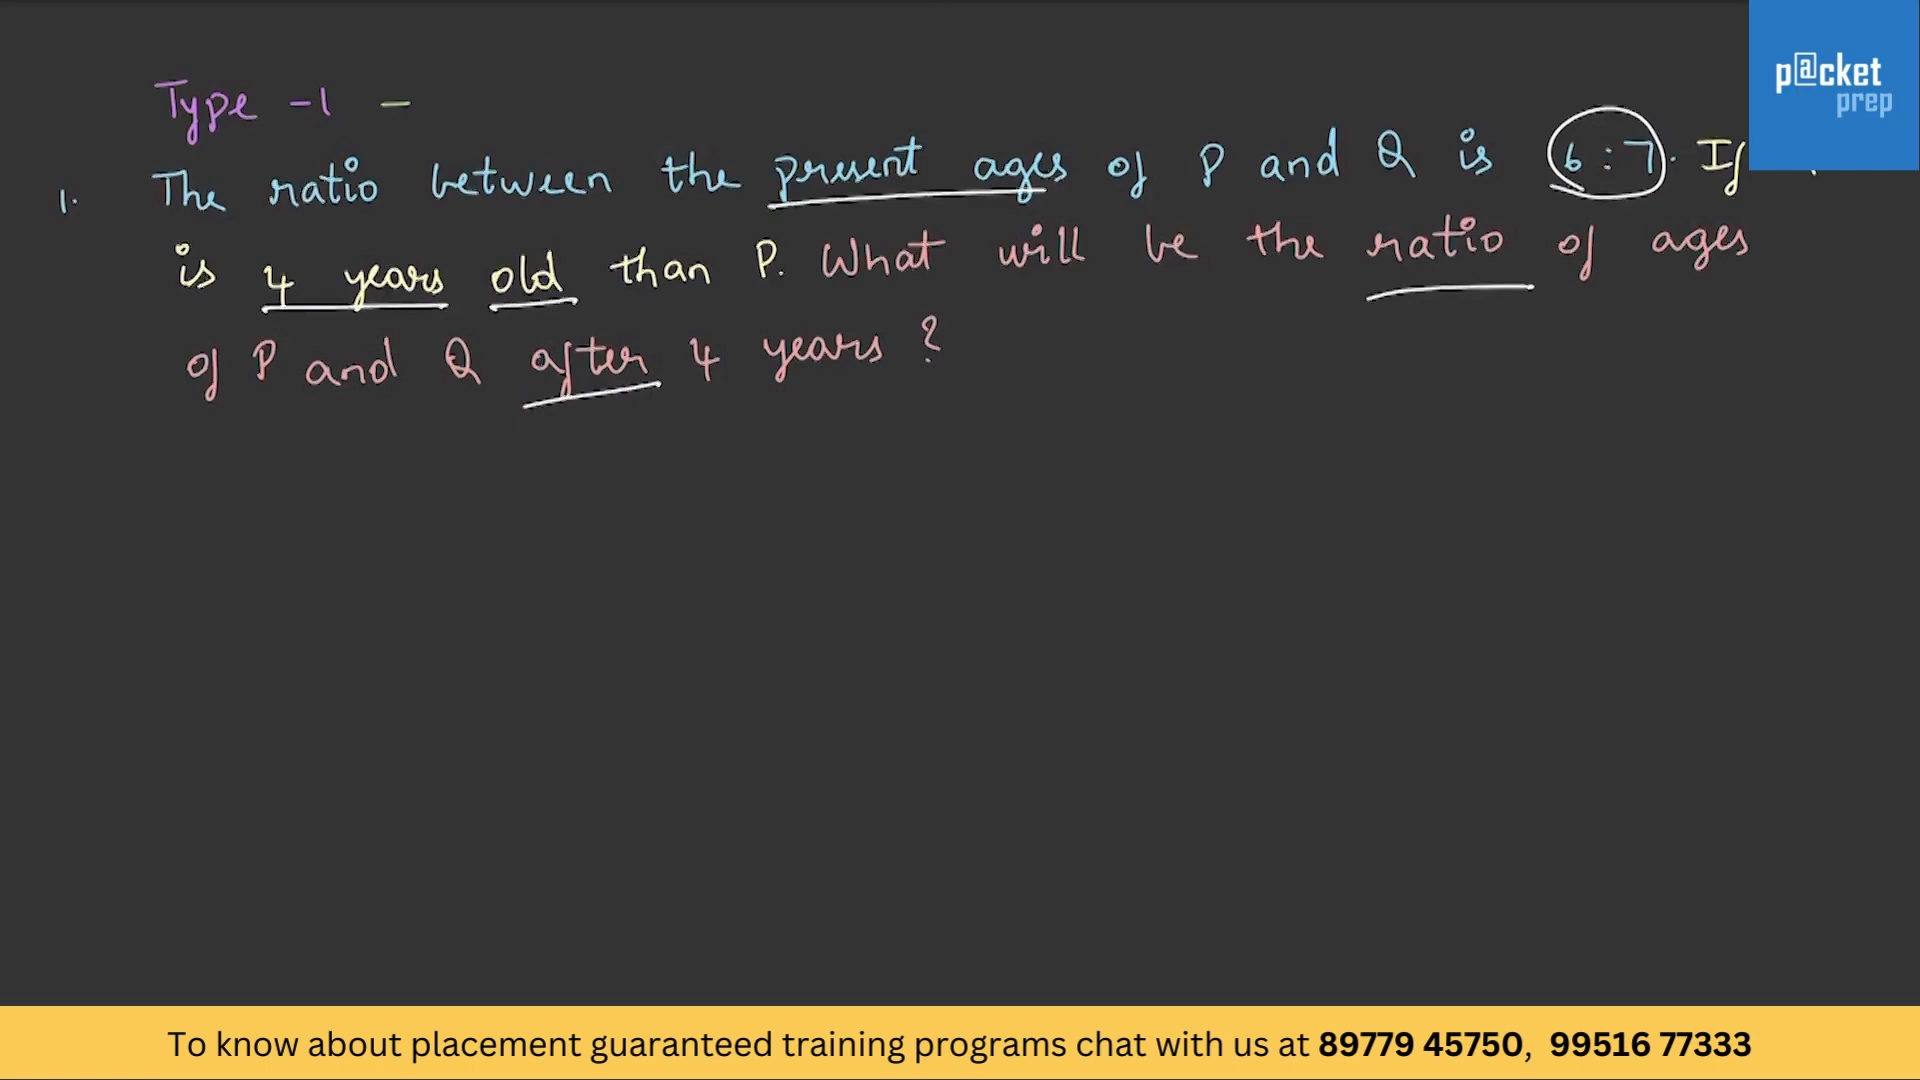 p@cket
prep
Type -1 -
1. The ratio between the present ages of P and Q is 6:7. If
is 4 years old than P. What will be the ratio of ages
of P and Q after 4 years?
To know about placement guaranteed training programs chat with us at 89779 45750, 99516 77333